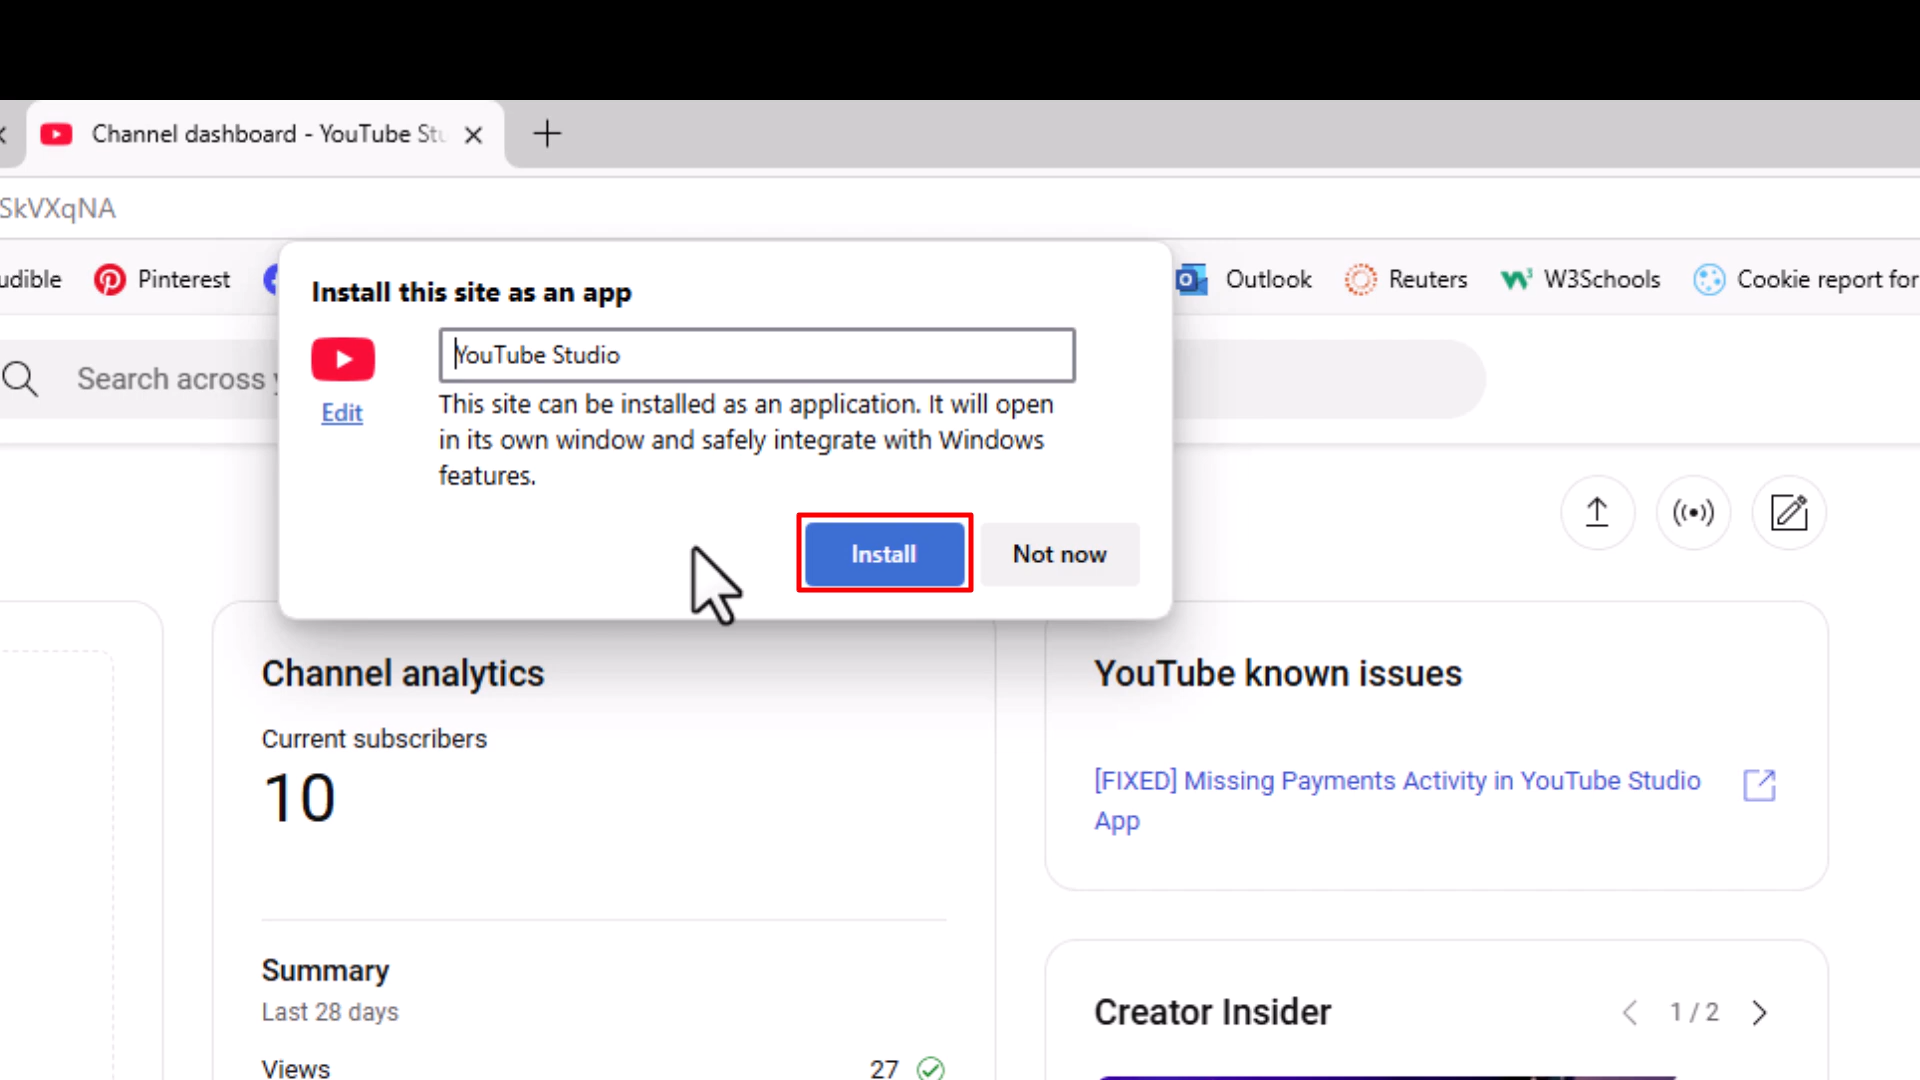 Channel dashboard - YouTube Stu
SkVXqNA
udible
Pinterest
Outlook
Reuters
W3Schools
Cookie report for
Install this site as an app
YouTube Studio
Search across
Edit
This site can be installed as an application. It will open
in its own window and safely integrate with Windows
features.
Install
Not now
Channel analytics
Current subscribers
10
Summary
Last 28 days
Views
27
YouTube known issues
[FIXED] Missing Payments Activity in YouTube Studio
App
Creator Insider
1 / 2